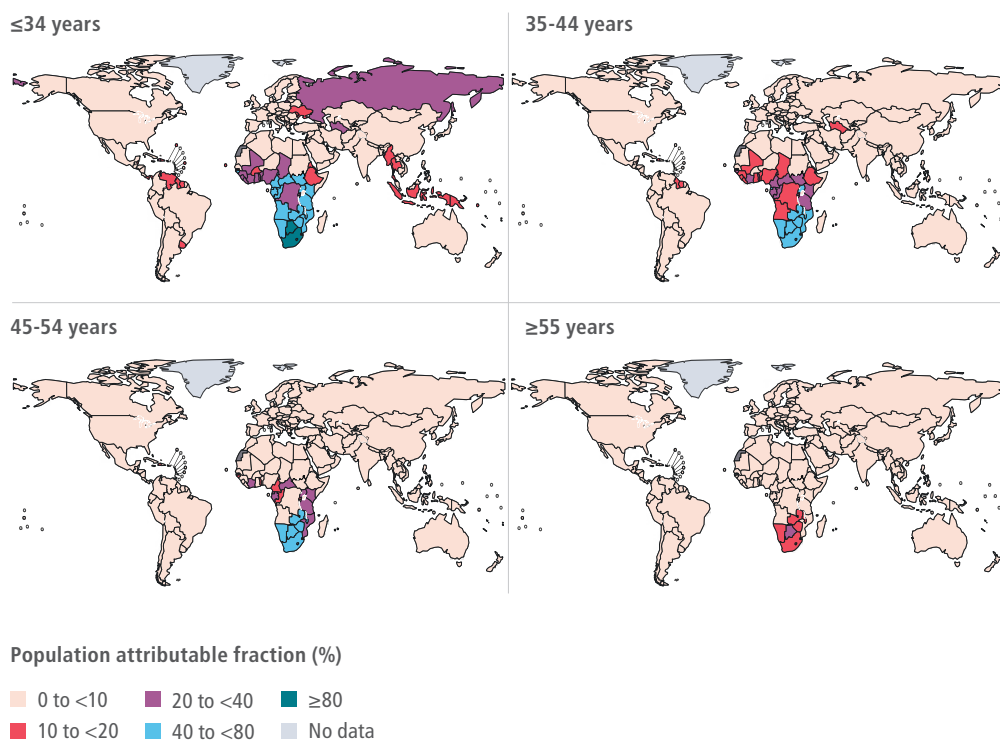 ≤34 years
35-44 years
45-54 years
≥55 years
Population attributable fraction (%)
0 to <10
20 to <40
≥80
10 to <20
40 to <80
No data